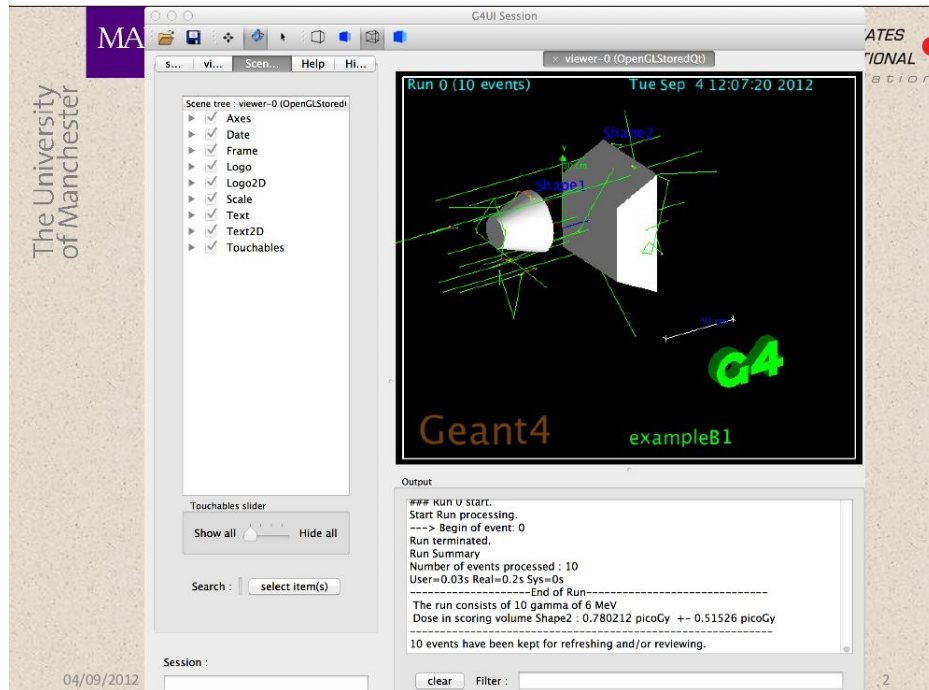 G4UI Session
MA
ATES
TIONAL
ation
The University
of Manchester
s... vi... Scen... Help Hi...
viewer-0 (OpenGLStoredQt)
Scene tree : viewer-0 (OpenGLStored
Axes
Date
Frame
Logo
Logo2D
Scale
Text
Text2D
Touchables
Touchables slider
Show all Hide all
Search : select item(s)
Session :
Run 0 (10 events) Tue Sep 4 12:07:20 2012
Shape2
y
Shape1
G4
Geant4
exampleB1
Output
### Run 0 start.
Start Run processing.
---> Begin of event: 0
Run terminated.
Run Summary
Number of events processed : 10
User=0.03s Real=0.2s Sys=0s
---------------------End of Run------------------------------
The run consists of 10 gamma of 6 MeV
Dose in scoring volume Shape2 : 0.780212 picoGy +- 0.51526 picoGy
------------------------------------------------------------
10 events have been kept for refreshing and/or reviewing.
clear Filter :
04/09/2012
2